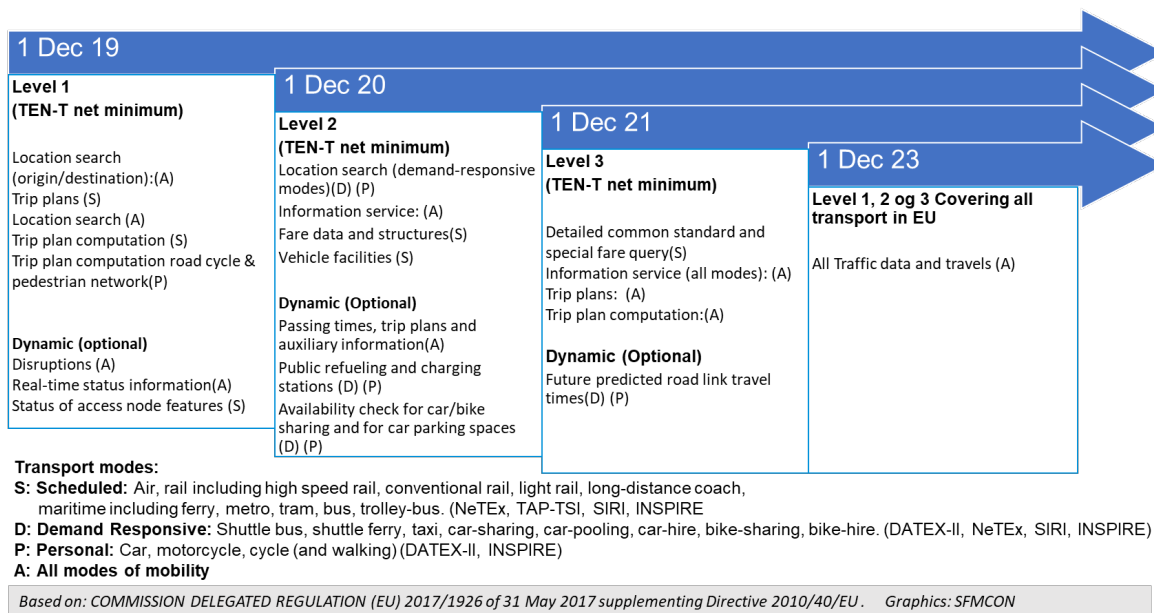 1 Dec 19
Level 1
(TEN-T net minimum)
Location search
(origin/destination):(A)
Trip plans (S)
Location search (A)
Trip plan computation (S)
Trip plan computation road cycle &
pedestrian network(P)
Dynamic (optional)
Disruptions (A)
Real-time status information(A)
Status of access node features (S)
1 Dec 20
Level 2
(TEN-T net minimum)
Location search (demand-responsive
modes)(D) (P)
Information service: (A)
Fare data and structures(S)
Vehicle facilities (S)
Dynamic (Optional)
Passing times, trip plans and
auxiliary information(A)
Public refueling and charging
stations (D) (P)
Availability check for car/bike
sharing and for car parking spaces
(D) (P)
1 Dec 21
Level 3
(TEN-T net minimum)
Detailed common standard and
special fare query(S)
Information service (all modes): (A)
Trip plans: (A)
Trip plan computation:(A)
Dynamic (Optional)
Future predicted road link travel
times(D) (P)
1 Dec 23
Level 1, 2 og 3 Covering all
transport in EU
All Traffic data and travels (A)
Transport modes:
S: Scheduled: Air, rail including high speed rail, conventional rail, light rail, long-distance coach,
maritime including ferry, metro, tram, bus, trolley-bus. (NeTEx, TAP-TSI, SIRI, INSPIRE
D: Demand Responsive: Shuttle bus, shuttle ferry, taxi, car-sharing, car-pooling, car-hire, bike-sharing, bike-hire. (DATEX-II, NeTEx, SIRI, INSPIRE)
P: Personal: Car, motorcycle, cycle (and walking) (DATEX-II, INSPIRE)
A: All modes of mobility
Based on: COMMISSION DELEGATED REGULATION (EU) 2017/1926 of 31 May 2017 supplementing Directive 2010/40/EU . Graphics: SFMCON